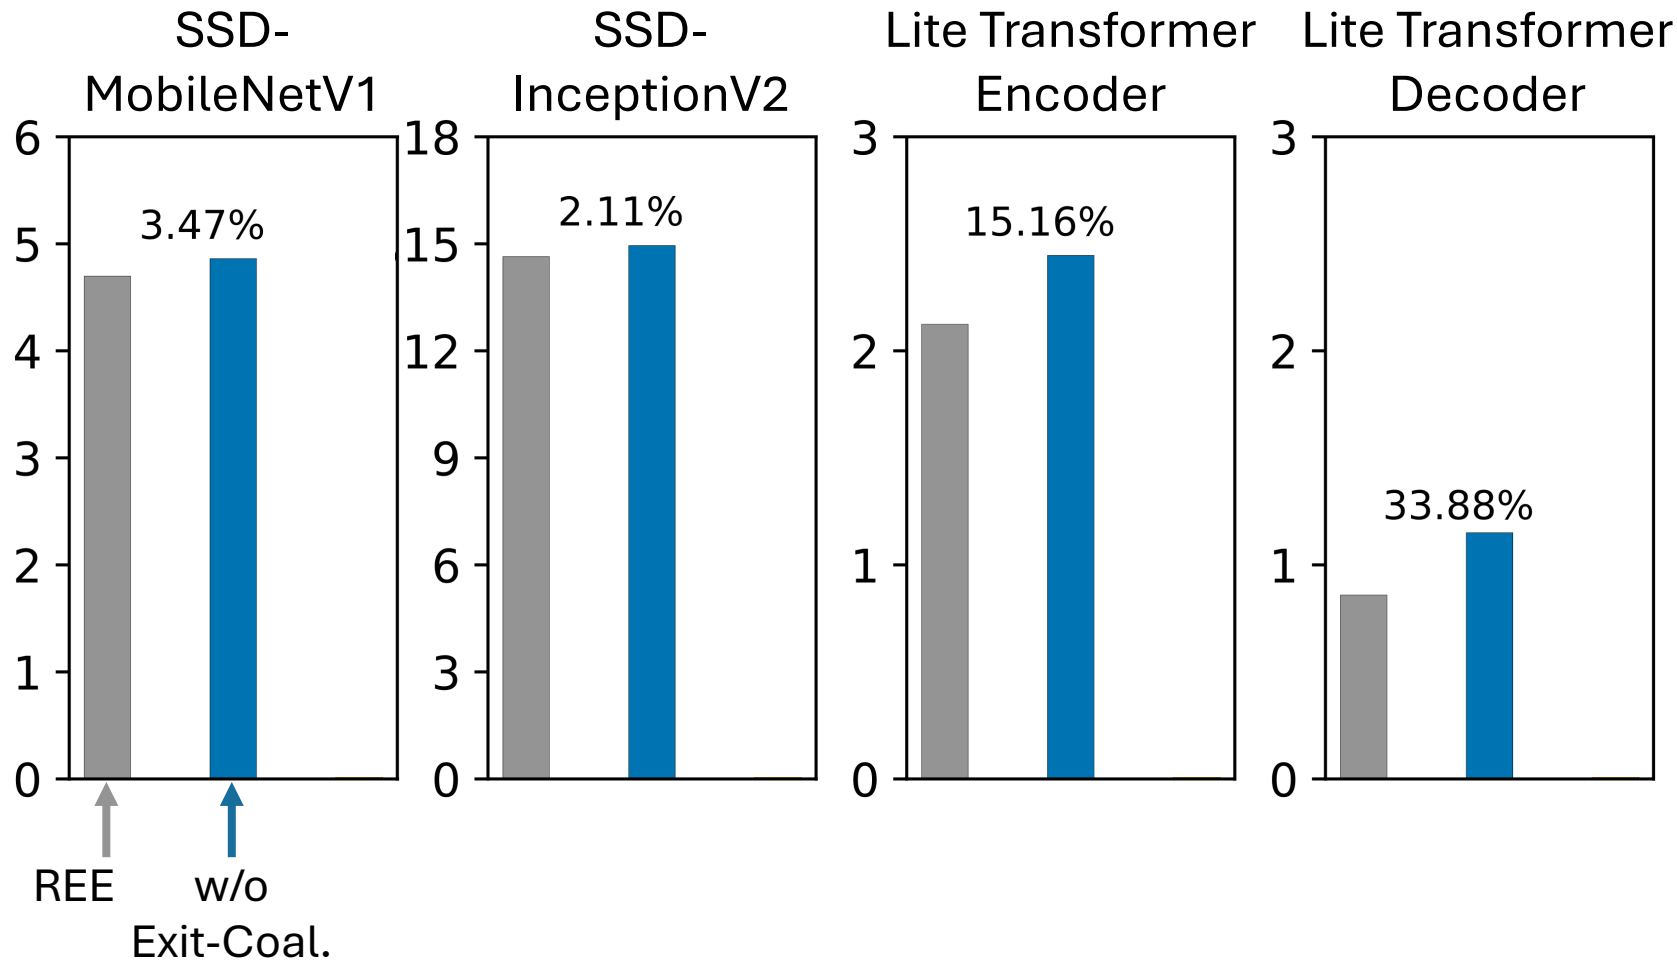 SSD-
MobileNetV1
SSD-
InceptionV2
Lite Transformer
Encoder
Lite Transformer
Decoder
6
5
4
3
2
1
0
3.47%
18
15
12
9
6
3
0
2.11%
3
2
1
0
15.16%
3
2
1
0
33.88%
REE
w/o
Exit-Coal.